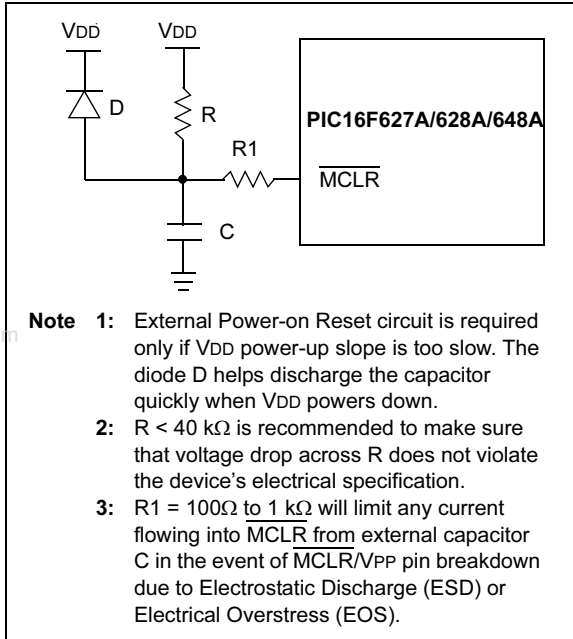 VDD VDD
D
R
R1
PIC16F627A/628A/648A
MCLR
C
m
Note 1: External Power-on Reset circuit is required
only if VDD power-up slope is too slow. The
diode D helps discharge the capacitor
quickly when VDD powers down.
2: R < 40 kΩ is recommended to make sure
that voltage drop across R does not violate
the device's electrical specification.
3: R1 = 100Ω to 1 kΩ will limit any current
flowing into MCLR from external capacitor
C in the event of MCLR/VPP pin breakdown
due to Electrostatic Discharge (ESD) or
Electrical Overstress (EOS).